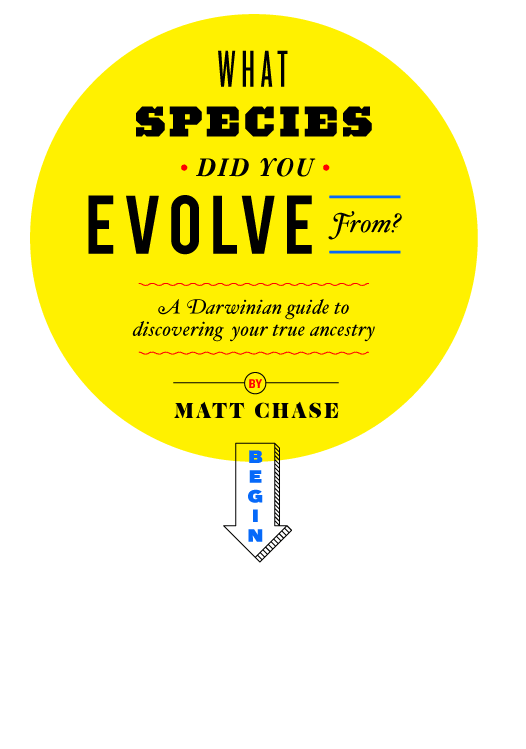 WHAT
SPECIES
• DID YOU •
EVOLVE From?
A Darwinian guide to
discovering your true ancestry
BY
MATT CHASE
BEGIN